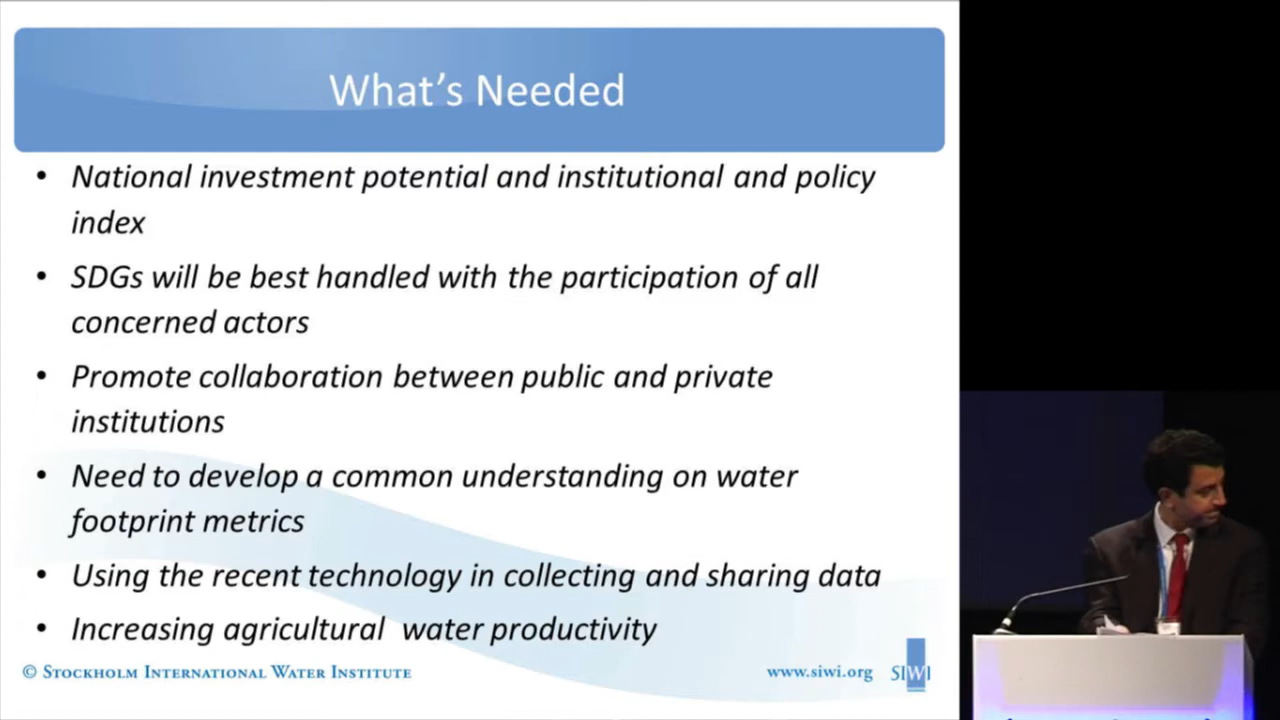 What's Needed
• National investment potential and institutional and policy
index
• SDGs will be best handled with the participation of all
concerned actors
• Promote collaboration between public and private
institutions
• Need to develop a common understanding on water
footprint metrics
• Using the recent technology in collecting and sharing data
• Increasing agricultural water productivity
© STOCKHOLM INTERNATIONAL WATER INSTITUTE
www.siwi.org SIWI